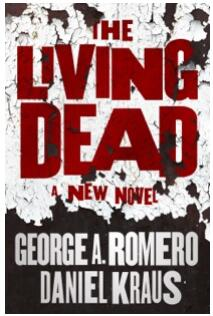 THE
LIVING
DEAD
A NEW NOVEL
GEORGE A. ROMERO
DANIEL KRAUS